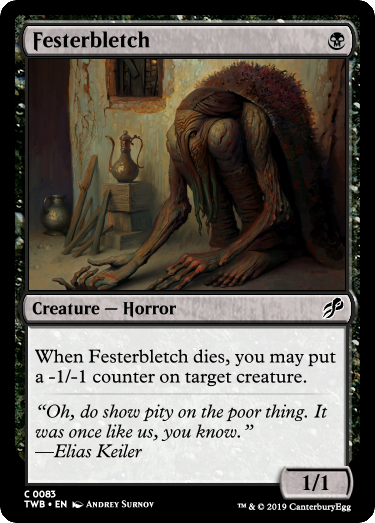 Festerbletch
Creature — Horror
When Festerbletch dies, you may put
a -1/-1 counter on target creature.
“Oh, do show pity on the poor thing. It
was once like us, you know.”
—Elias Keiler
1/1
C 0083
TWB • EN Andrey Surnov
™ & © 2019 CanterburyEgg